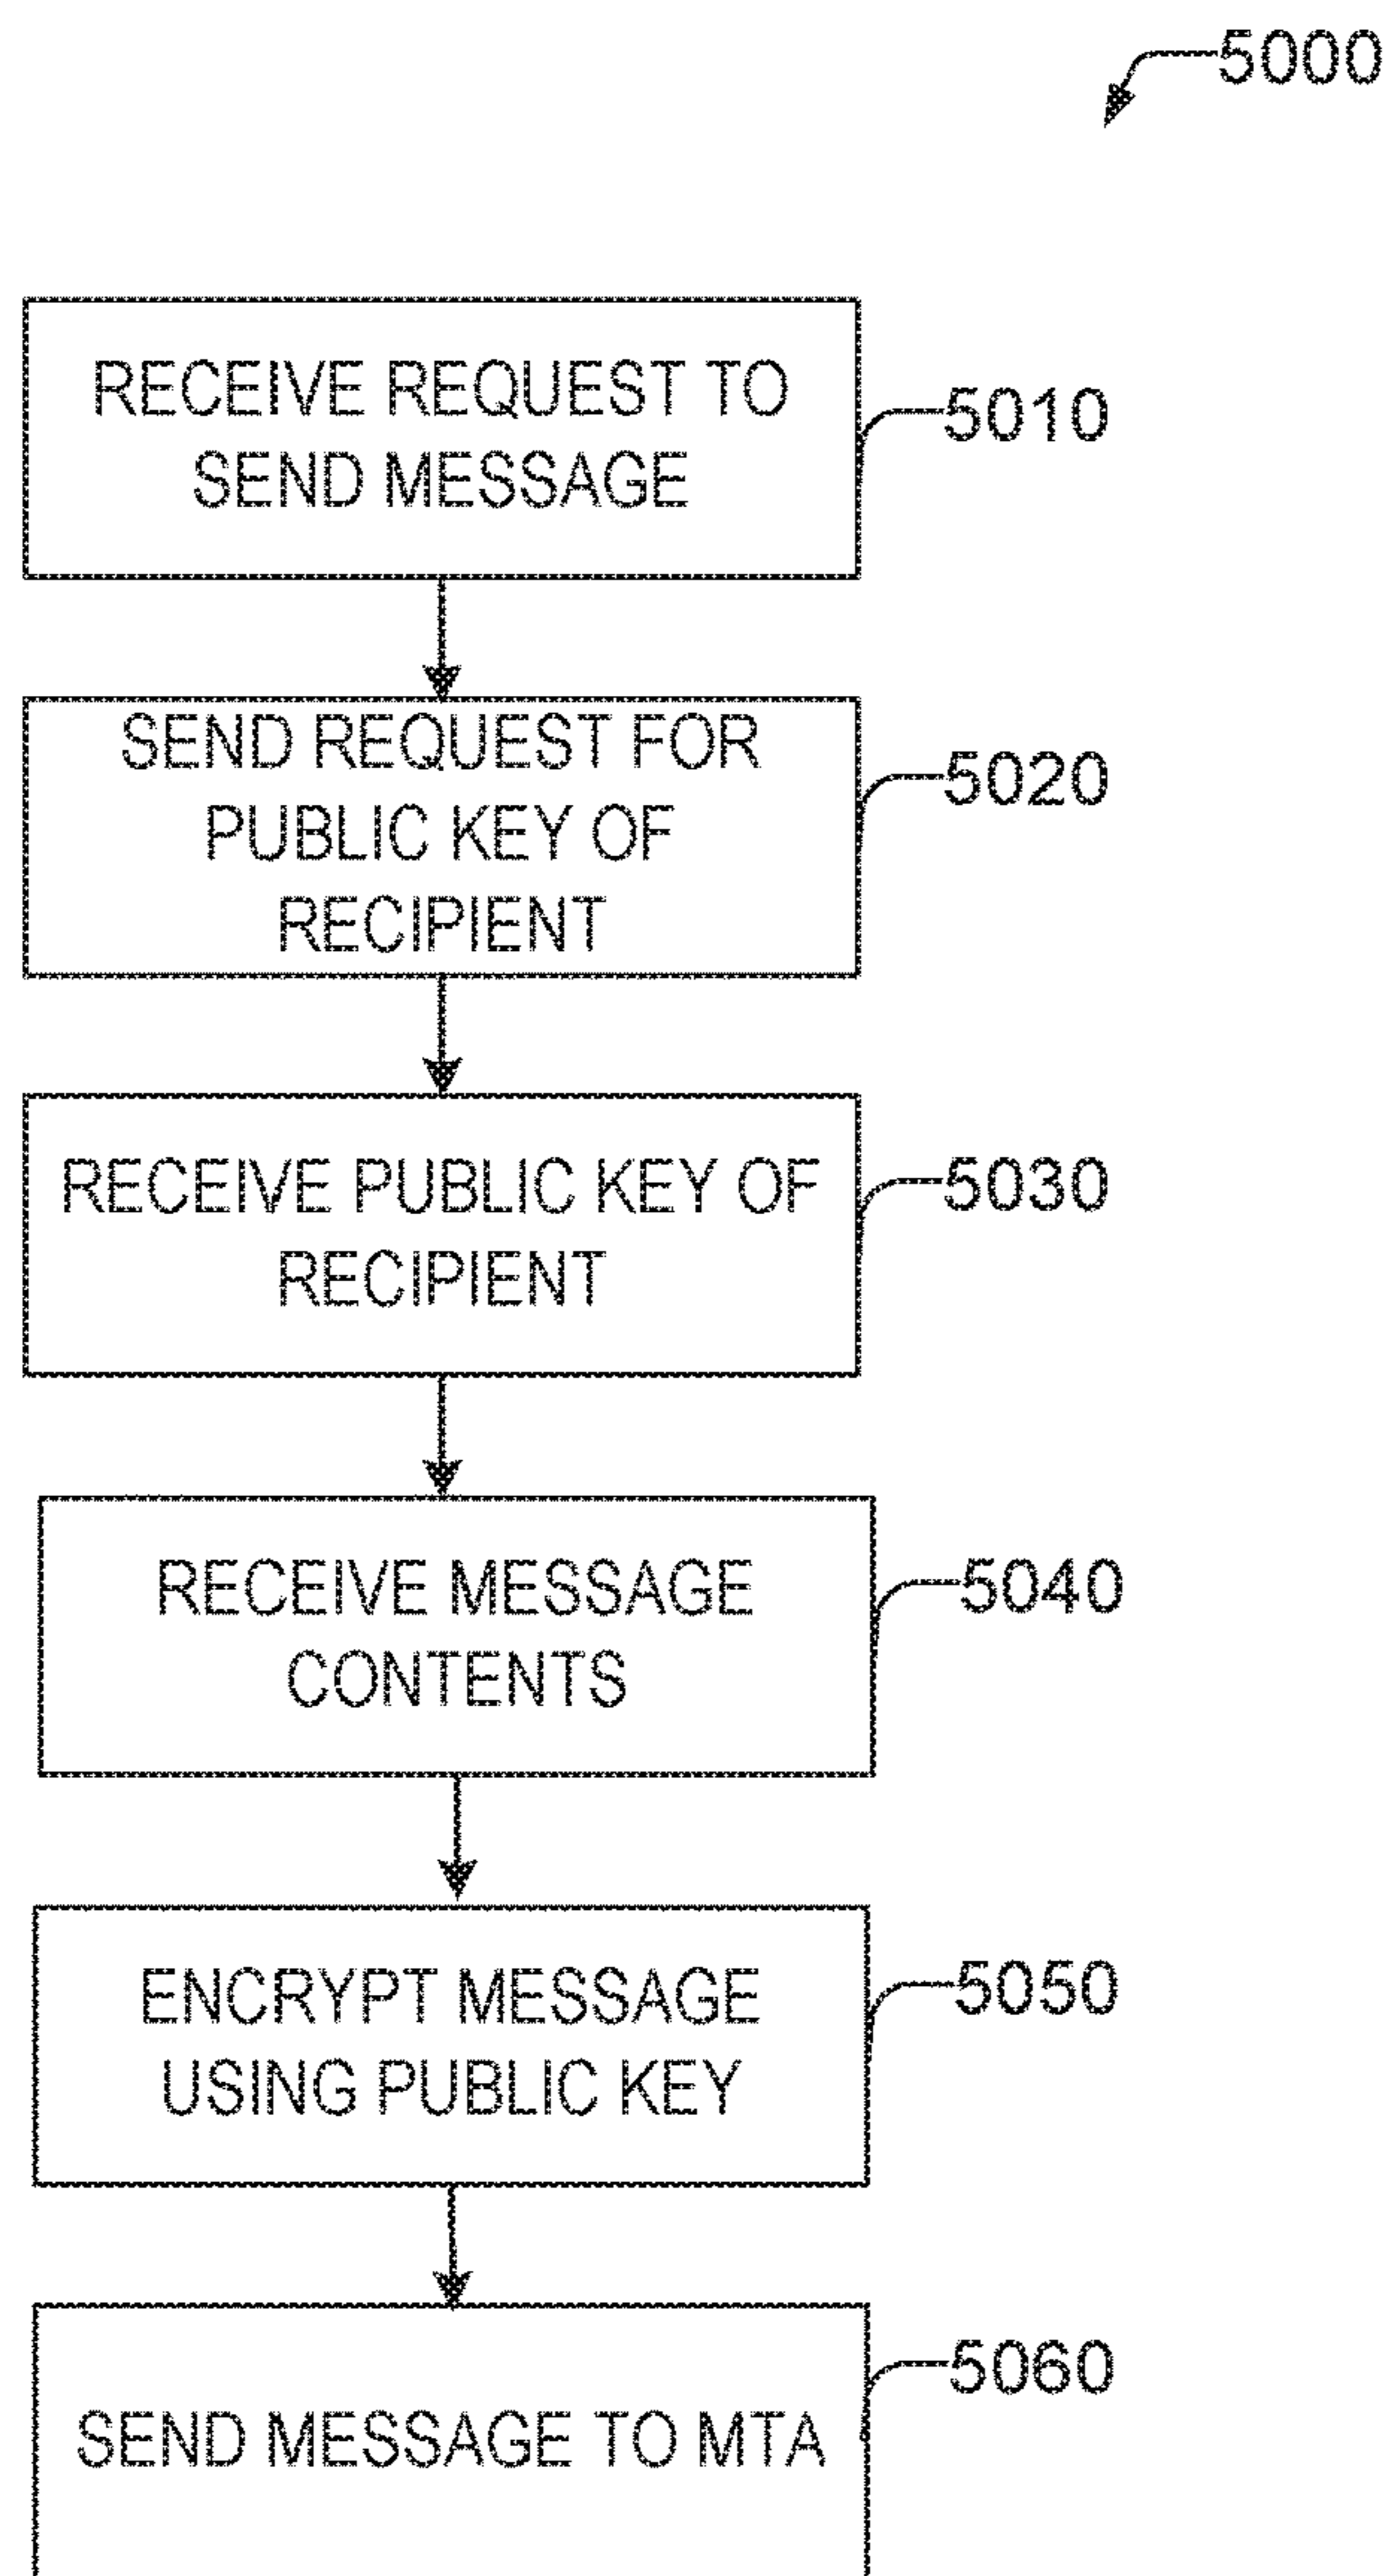 5000
RECEIVE REQUEST TO
SEND MESSAGE
5010
SEND REQUEST FOR
PUBLIC KEY OF
RECIPIENT
5020
RECEIVE PUBLIC KEY OF
RECIPIENT
5030
RECEIVE MESSAGE
CONTENTS
5040
ENCRYPT MESSAGE
USING PUBLIC KEY
5050
SEND MESSAGE TO MTA
5060